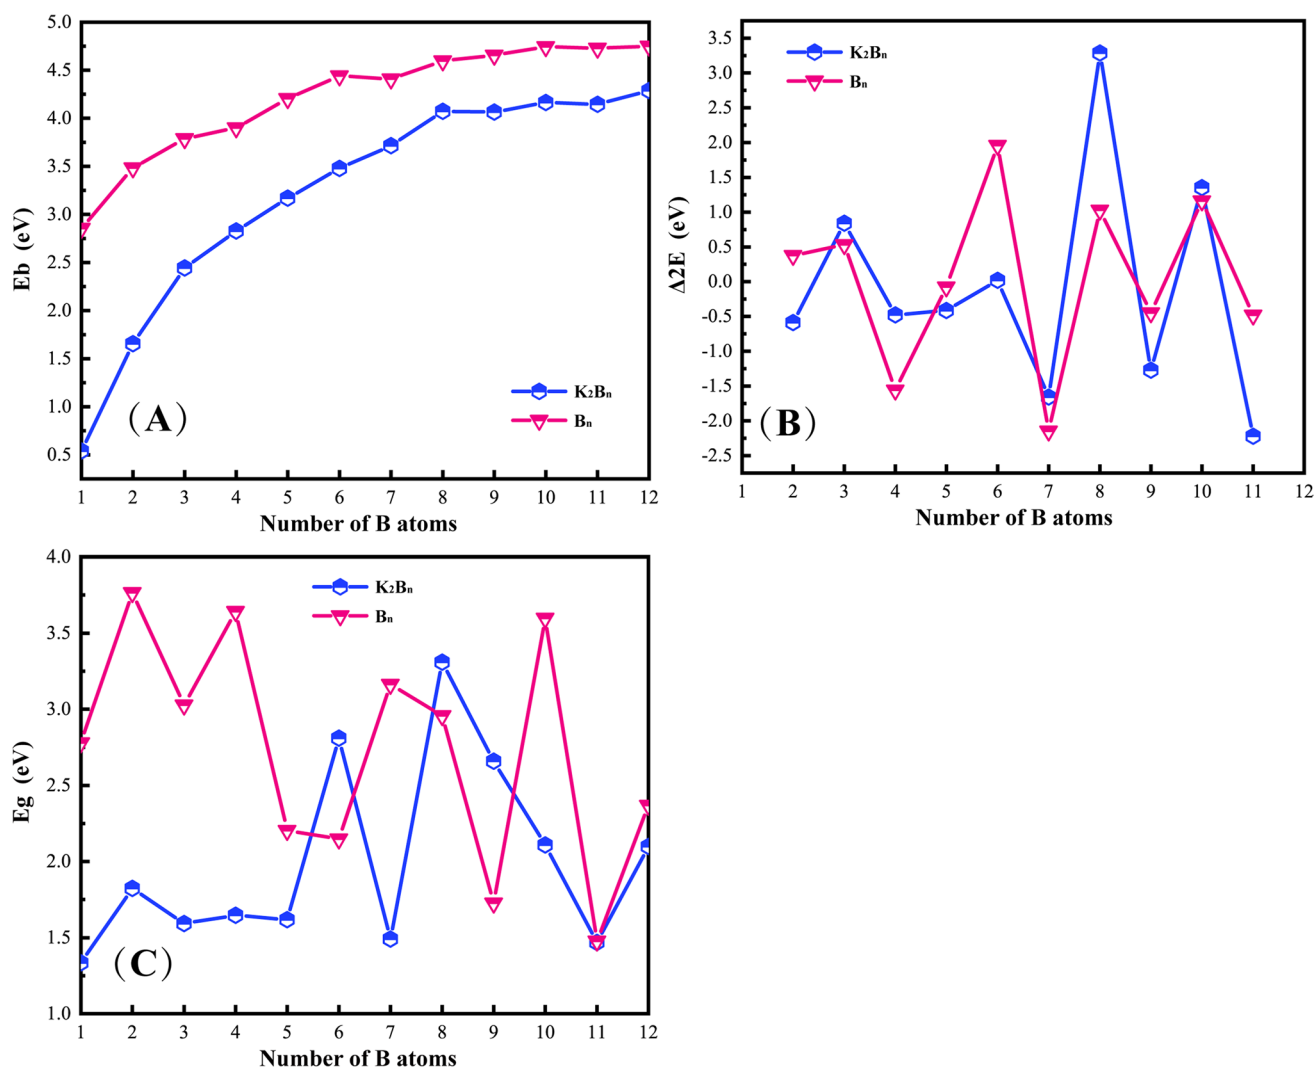 5.0
4.5
4.0
3.5
3.0
2.5
2.0
1.5
1.0
0.5
Eb (eV)
K₂Bₙ
Bₙ
(A)
1 2 3 4 5 6 7 8 9 10 11 12
Number of B atoms
3.5
3.0
2.5
2.0
1.5
1.0
0.5
0.0
-0.5
-1.0
-1.5
-2.0
-2.5
Δ2E (eV)
K₂Bₙ
Bₙ
(B)
1 2 3 4 5 6 7 8 9 10 11 12
Number of B atoms
4.0
3.5
3.0
2.5
2.0
1.5
1.0
Eg (eV)
K₂Bₙ
Bₙ
(C)
1 2 3 4 5 6 7 8 9 10 11 12
Number of B atoms